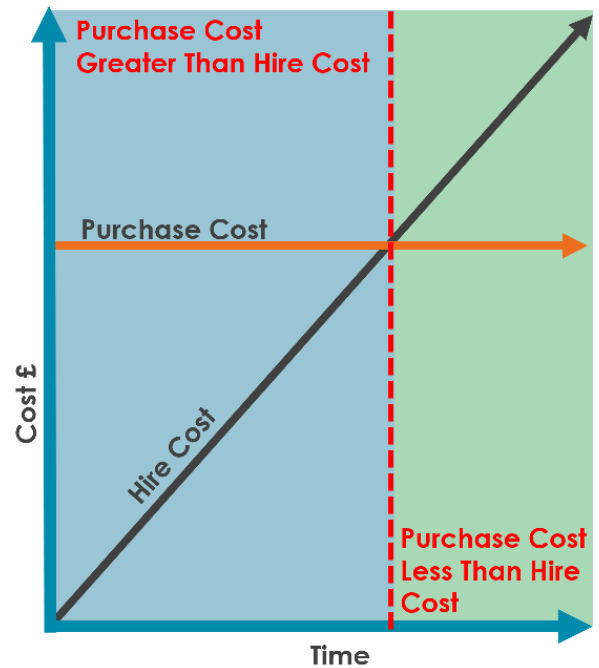 Purchase Cost
Greater Than Hire Cost
Purchase Cost
Hire Cost
Cost £
Purchase Cost
Less Than Hire
Cost
Time